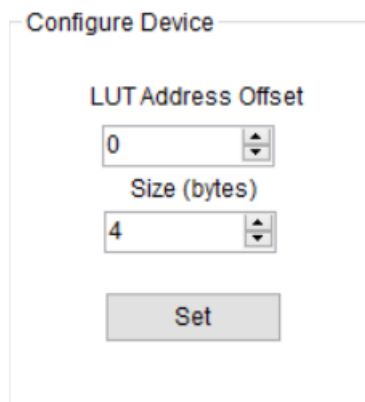 Configure Device
LUT Address Offset
0
Size (bytes)
4
Set